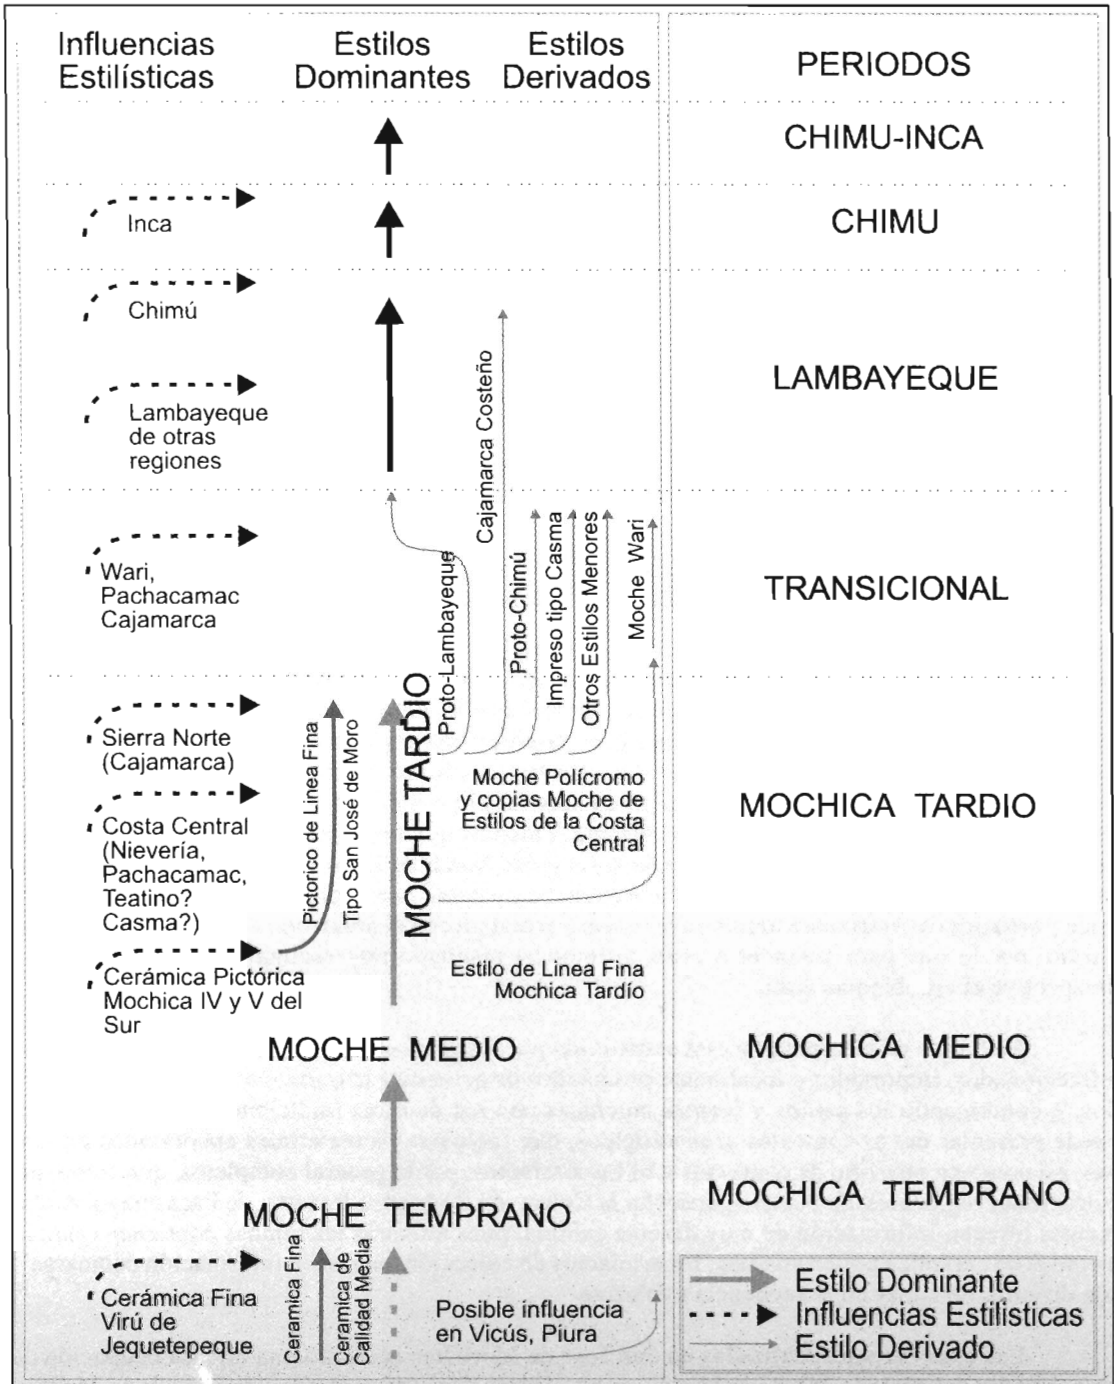 Influencias
Estilísticas
Estilos
Dominantes
Estilos
Derivados
PERIODOS
CHIMU-INCA
Inca
CHIMU
Chimú
Lambayeque
de otras
regiones
Cajamarca Costeño
LAMBAYEQUE
Wari,
Pachacamac
Cajamarca
Proto-Lambayeque
Proto-Chimú
Impreso tipo Casma
Otros Estilos Menores
Moche Wari
TRANSICIONAL
Sierra Norte
(Cajamarca)
Costa Central
(Nievería,
Pachacamac,
Teatino?
Casma?)
Cerámica Pictórica
Mochica IV y V del
Sur
Pictorico de Linea Fina
Tipo San José de Moro
MOCHE TARDIO
Moche Polícromo
y copias Moche de
Estilos de la Costa
Central
Estilo de Linea Fina
Mochica Tardío
MOCHICA TARDIO
MOCHE MEDIO
MOCHICA MEDIO
MOCHE TEMPRANO
MOCHICA TEMPRANO
Cerámica Fina
Virú de
Jequetepeque
Ceramica Fina
Ceramica de
Calidad Media
Posible influencia
en Vicús, Piura
Estilo Dominante
Influencias Estilísticas
Estilo Derivado